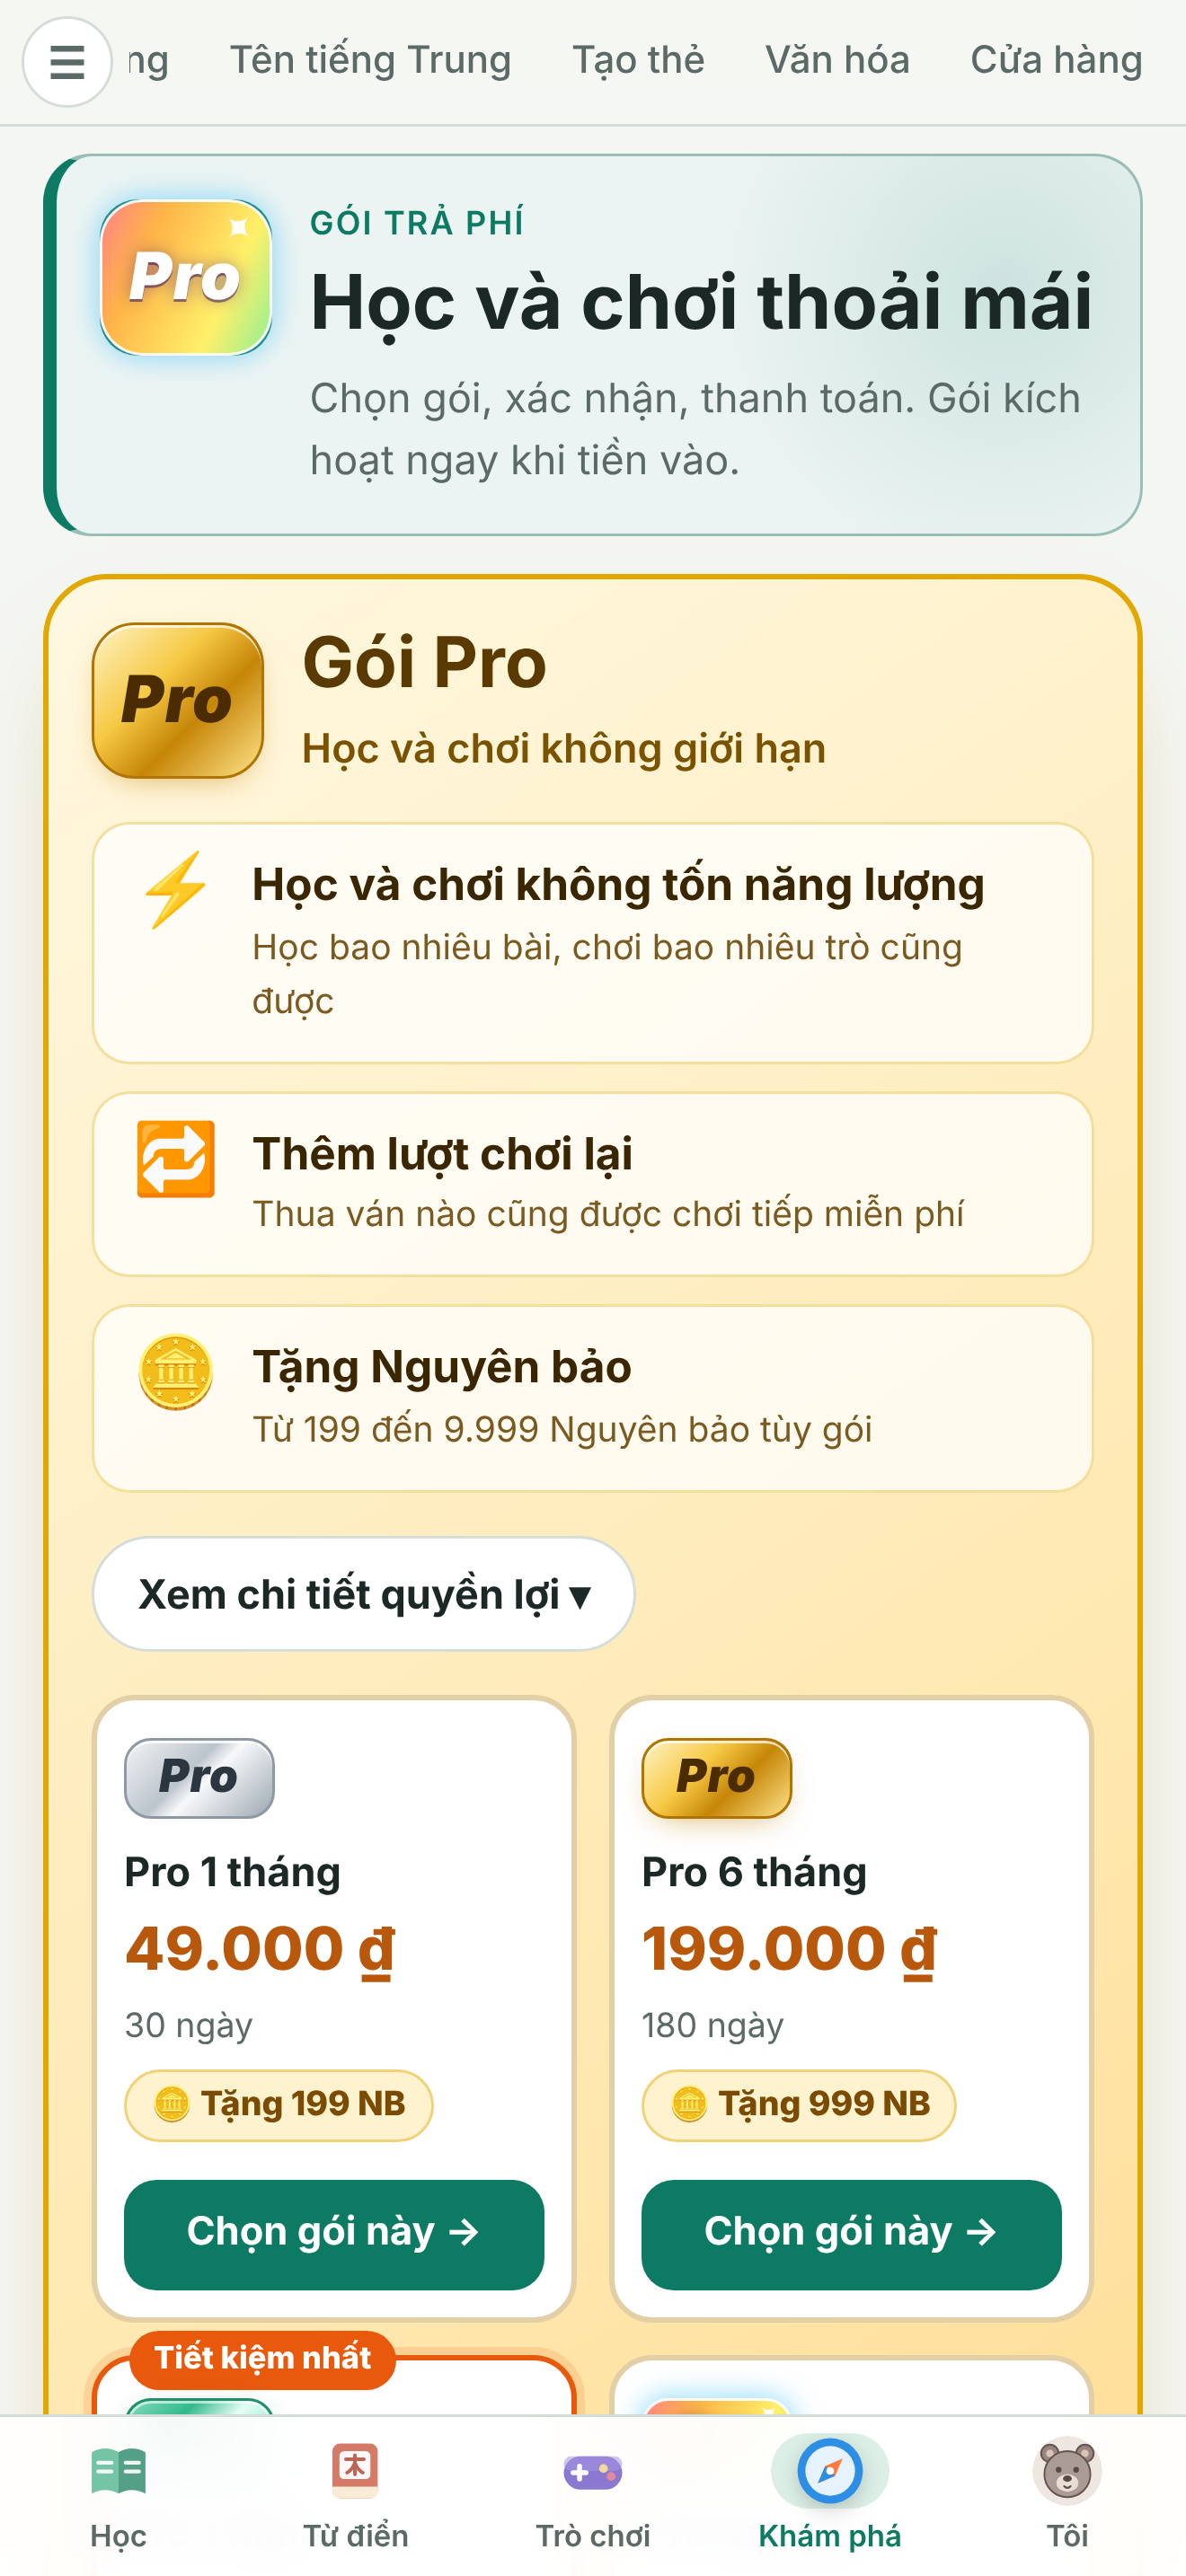 ☰
ng
Tên tiếng Trung
Tạo thẻ
Văn hóa
Cửa hàng
Pro
GÓI TRẢ PHÍ
Học và chơi thoải mái
Chọn gói, xác nhận, thanh toán. Gói kích
hoạt ngay khi tiền vào.
Pro
Gói Pro
Học và chơi không giới hạn
Học và chơi không tốn năng lượng
Học bao nhiêu bài, chơi bao nhiêu trò cũng
được
Thêm lượt chơi lại
Thua ván nào cũng được chơi tiếp miễn phí
Tặng Nguyên bảo
Từ 199 đến 9.999 Nguyên bảo tùy gói
Xem chi tiết quyền lợi ▾
Pro
Pro 1 tháng
49.000 ₫
30 ngày
Tặng 199 NB
Chọn gói này →
Pro
Pro 6 tháng
199.000 ₫
180 ngày
Tặng 999 NB
Chọn gói này →
Tiết kiệm nhất
Học
Từ điển
Trò chơi
Khám phá
Tôi